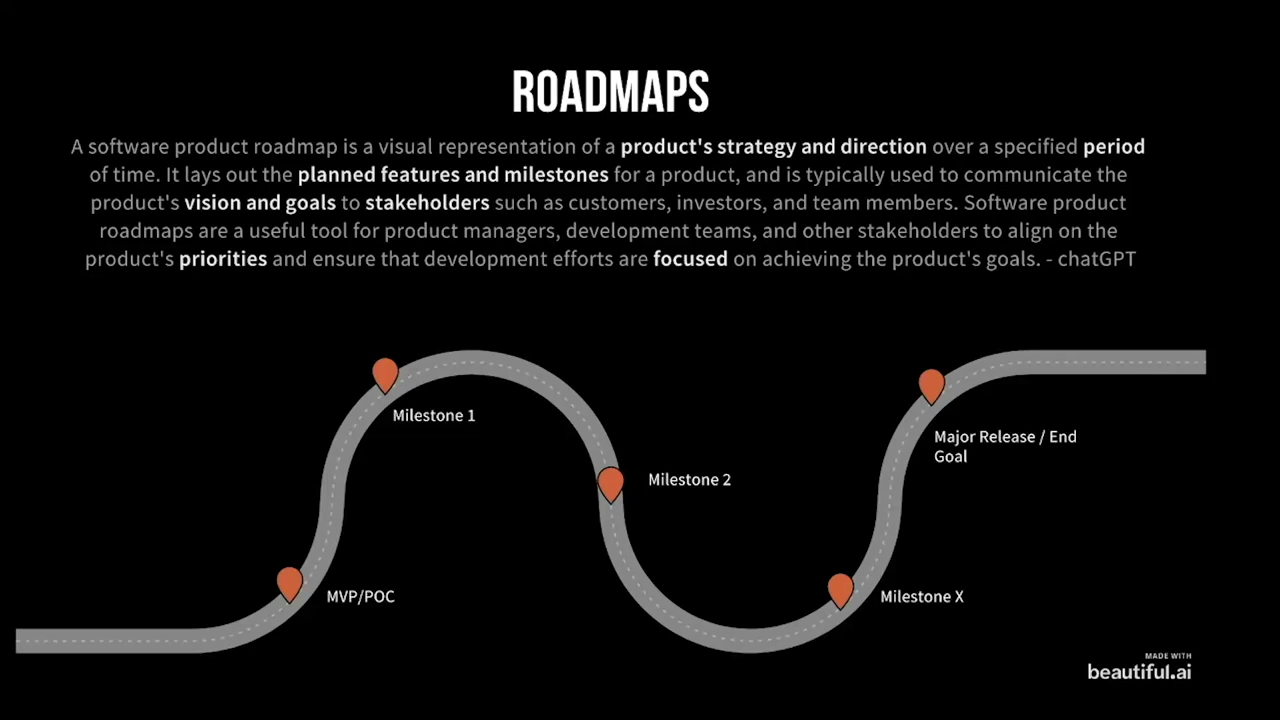 ROADMAPS
A software product roadmap is a visual representation of a product's strategy and direction over a specified period
of time. It lays out the planned features and milestones for a product, and is typically used to communicate the
product's vision and goals to stakeholders such as customers, investors, and team members. Software product
roadmaps are a useful tool for product managers, development teams, and other stakeholders to align on the
product's priorities and ensure that development efforts are focused on achieving the product's goals. - chatGPT
Milestone 1
Major Release / End
Goal
Milestone 2
MVP/POC
Milestone X
MADE WITH
beautiful.ai